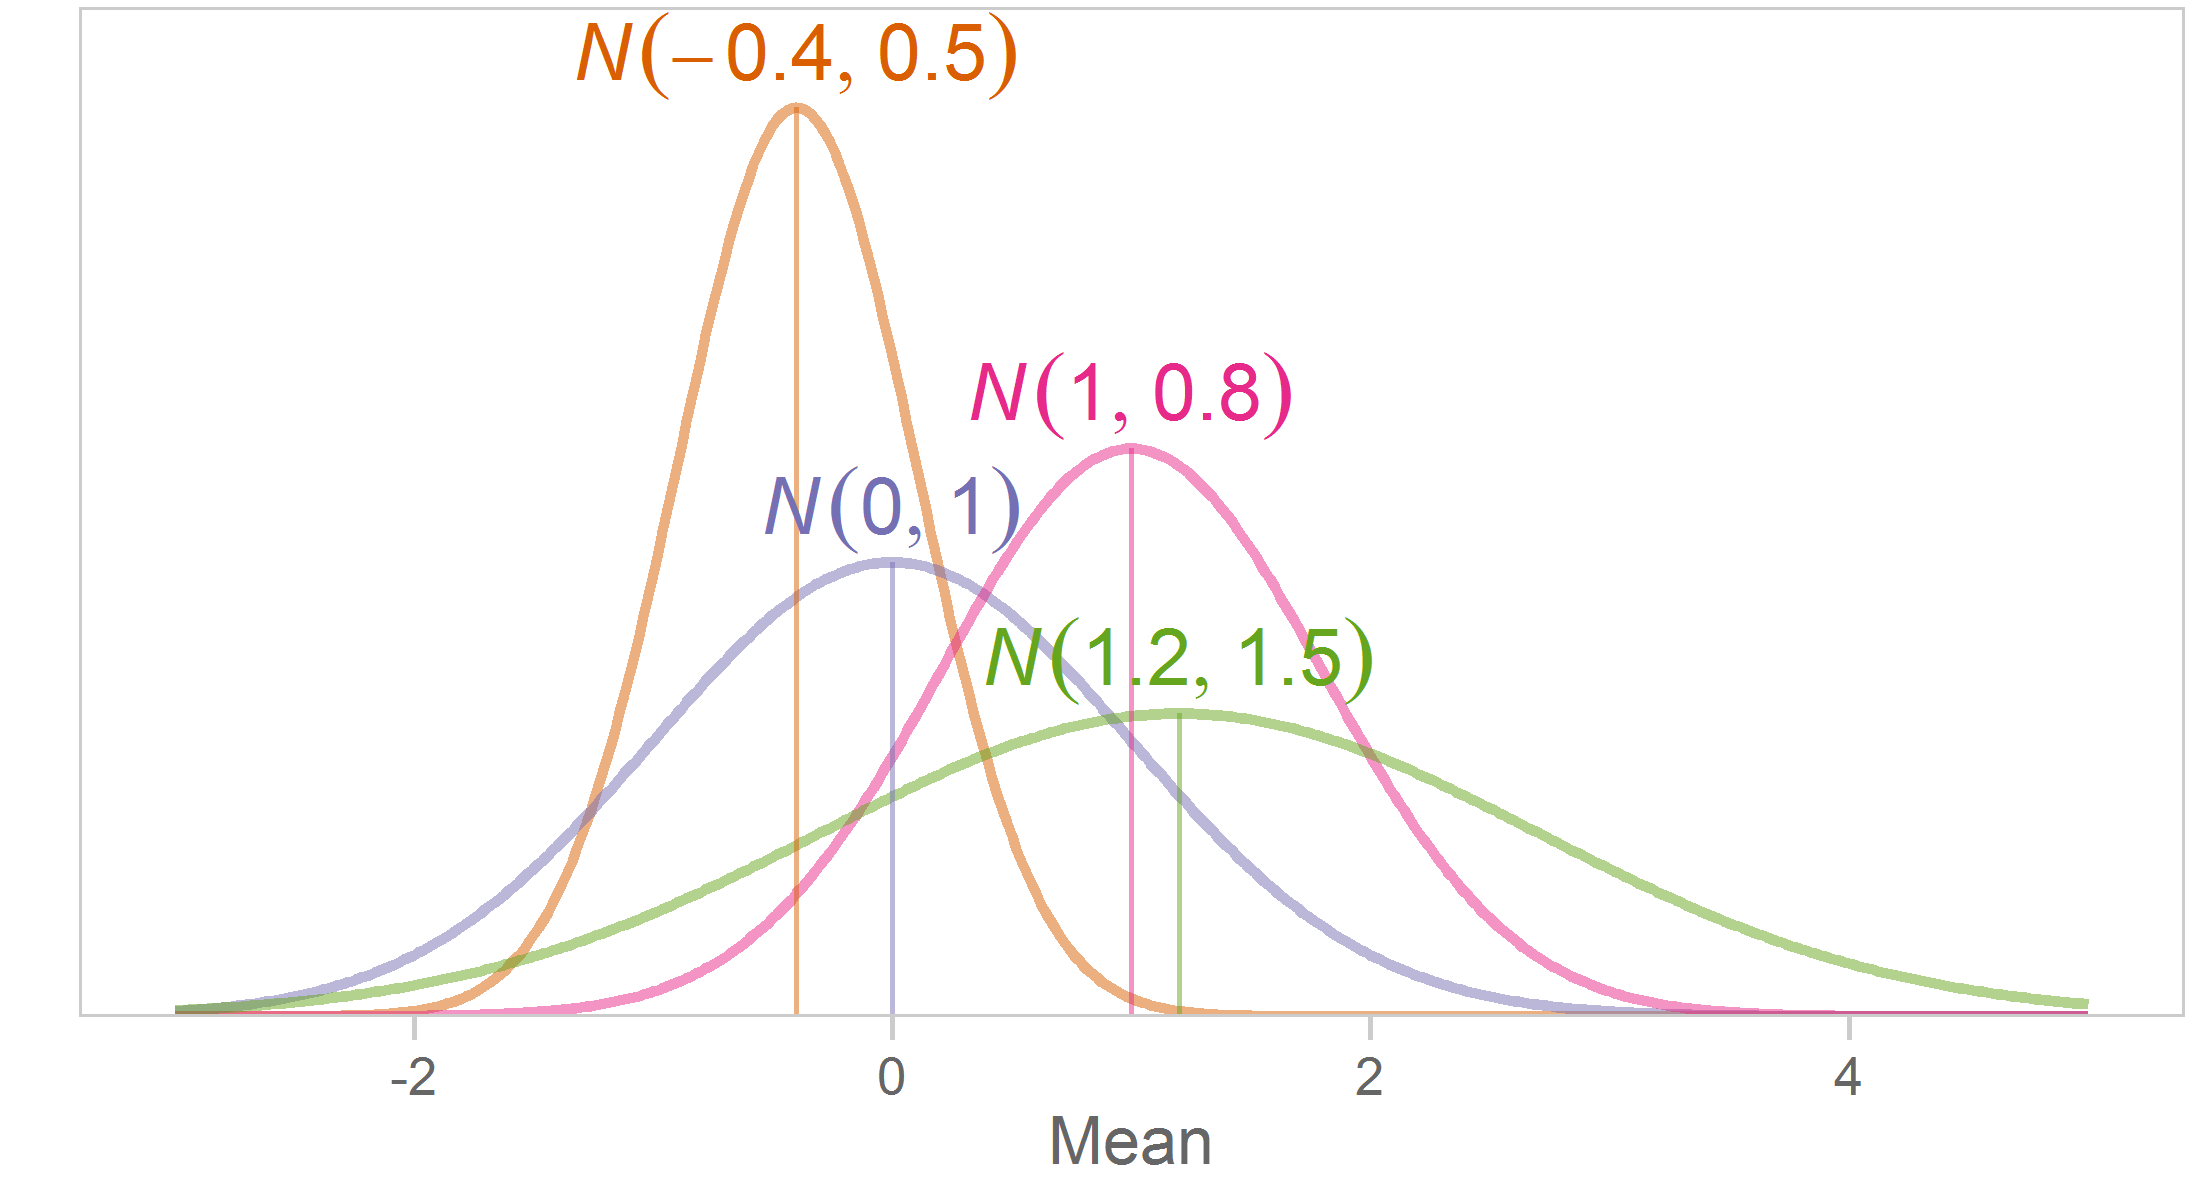 N(−0.4, 0.5)
N(1, 0.8)
N(0, 1)
N(1.2, 1.5)
-2 0 2 4
Mean